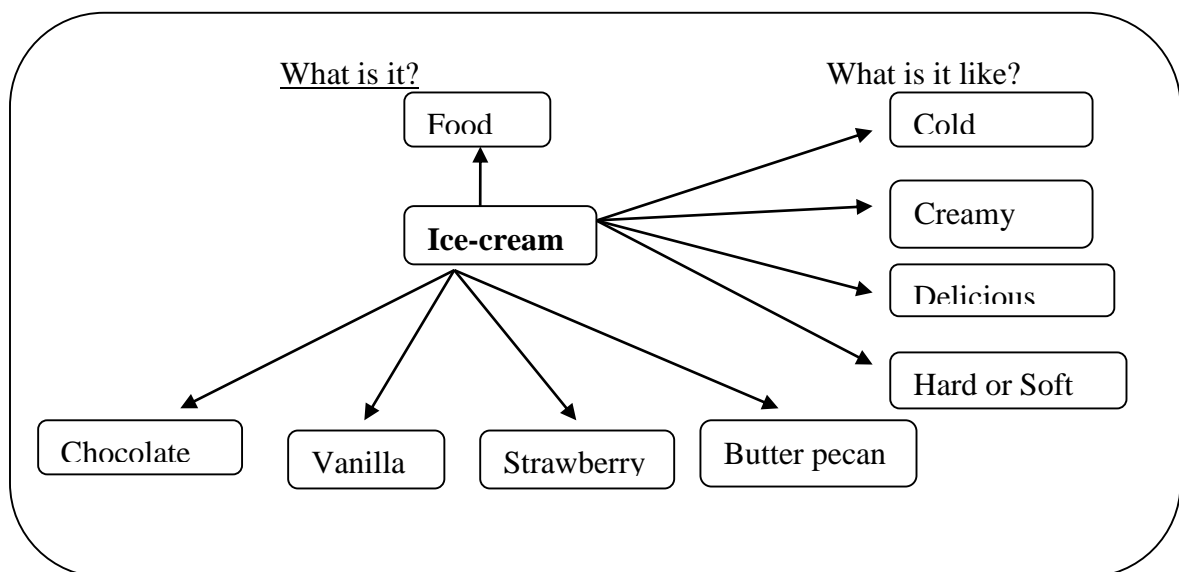 What is it?
What is it like?
Food
Cold
Creamy
Ice-cream
Delicious
Hard or Soft
Chocolate
Vanilla
Strawberry
Butter pecan